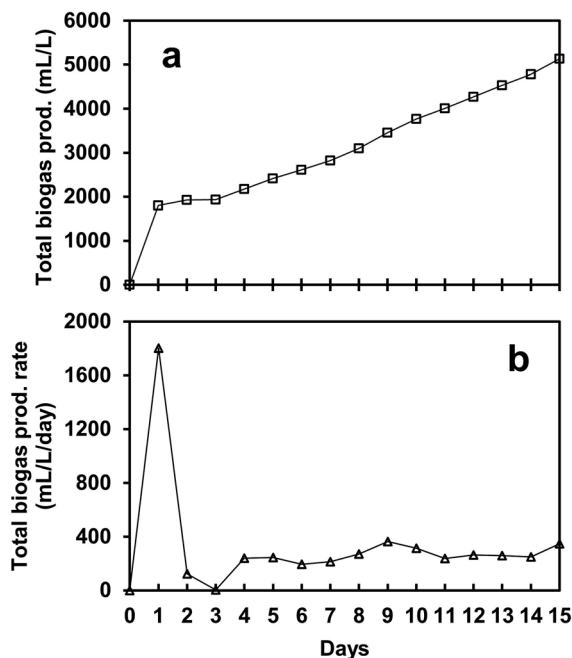 a
Total biogas prod. (mL/L)
6000
5000
4000
3000
2000
1000
0
b
Total biogas prod. rate
(mL/L/day)
2000
1600
1200
800
400
0
0 1 2 3 4 5 6 7 8 9 10 11 12 13 14 15
Days